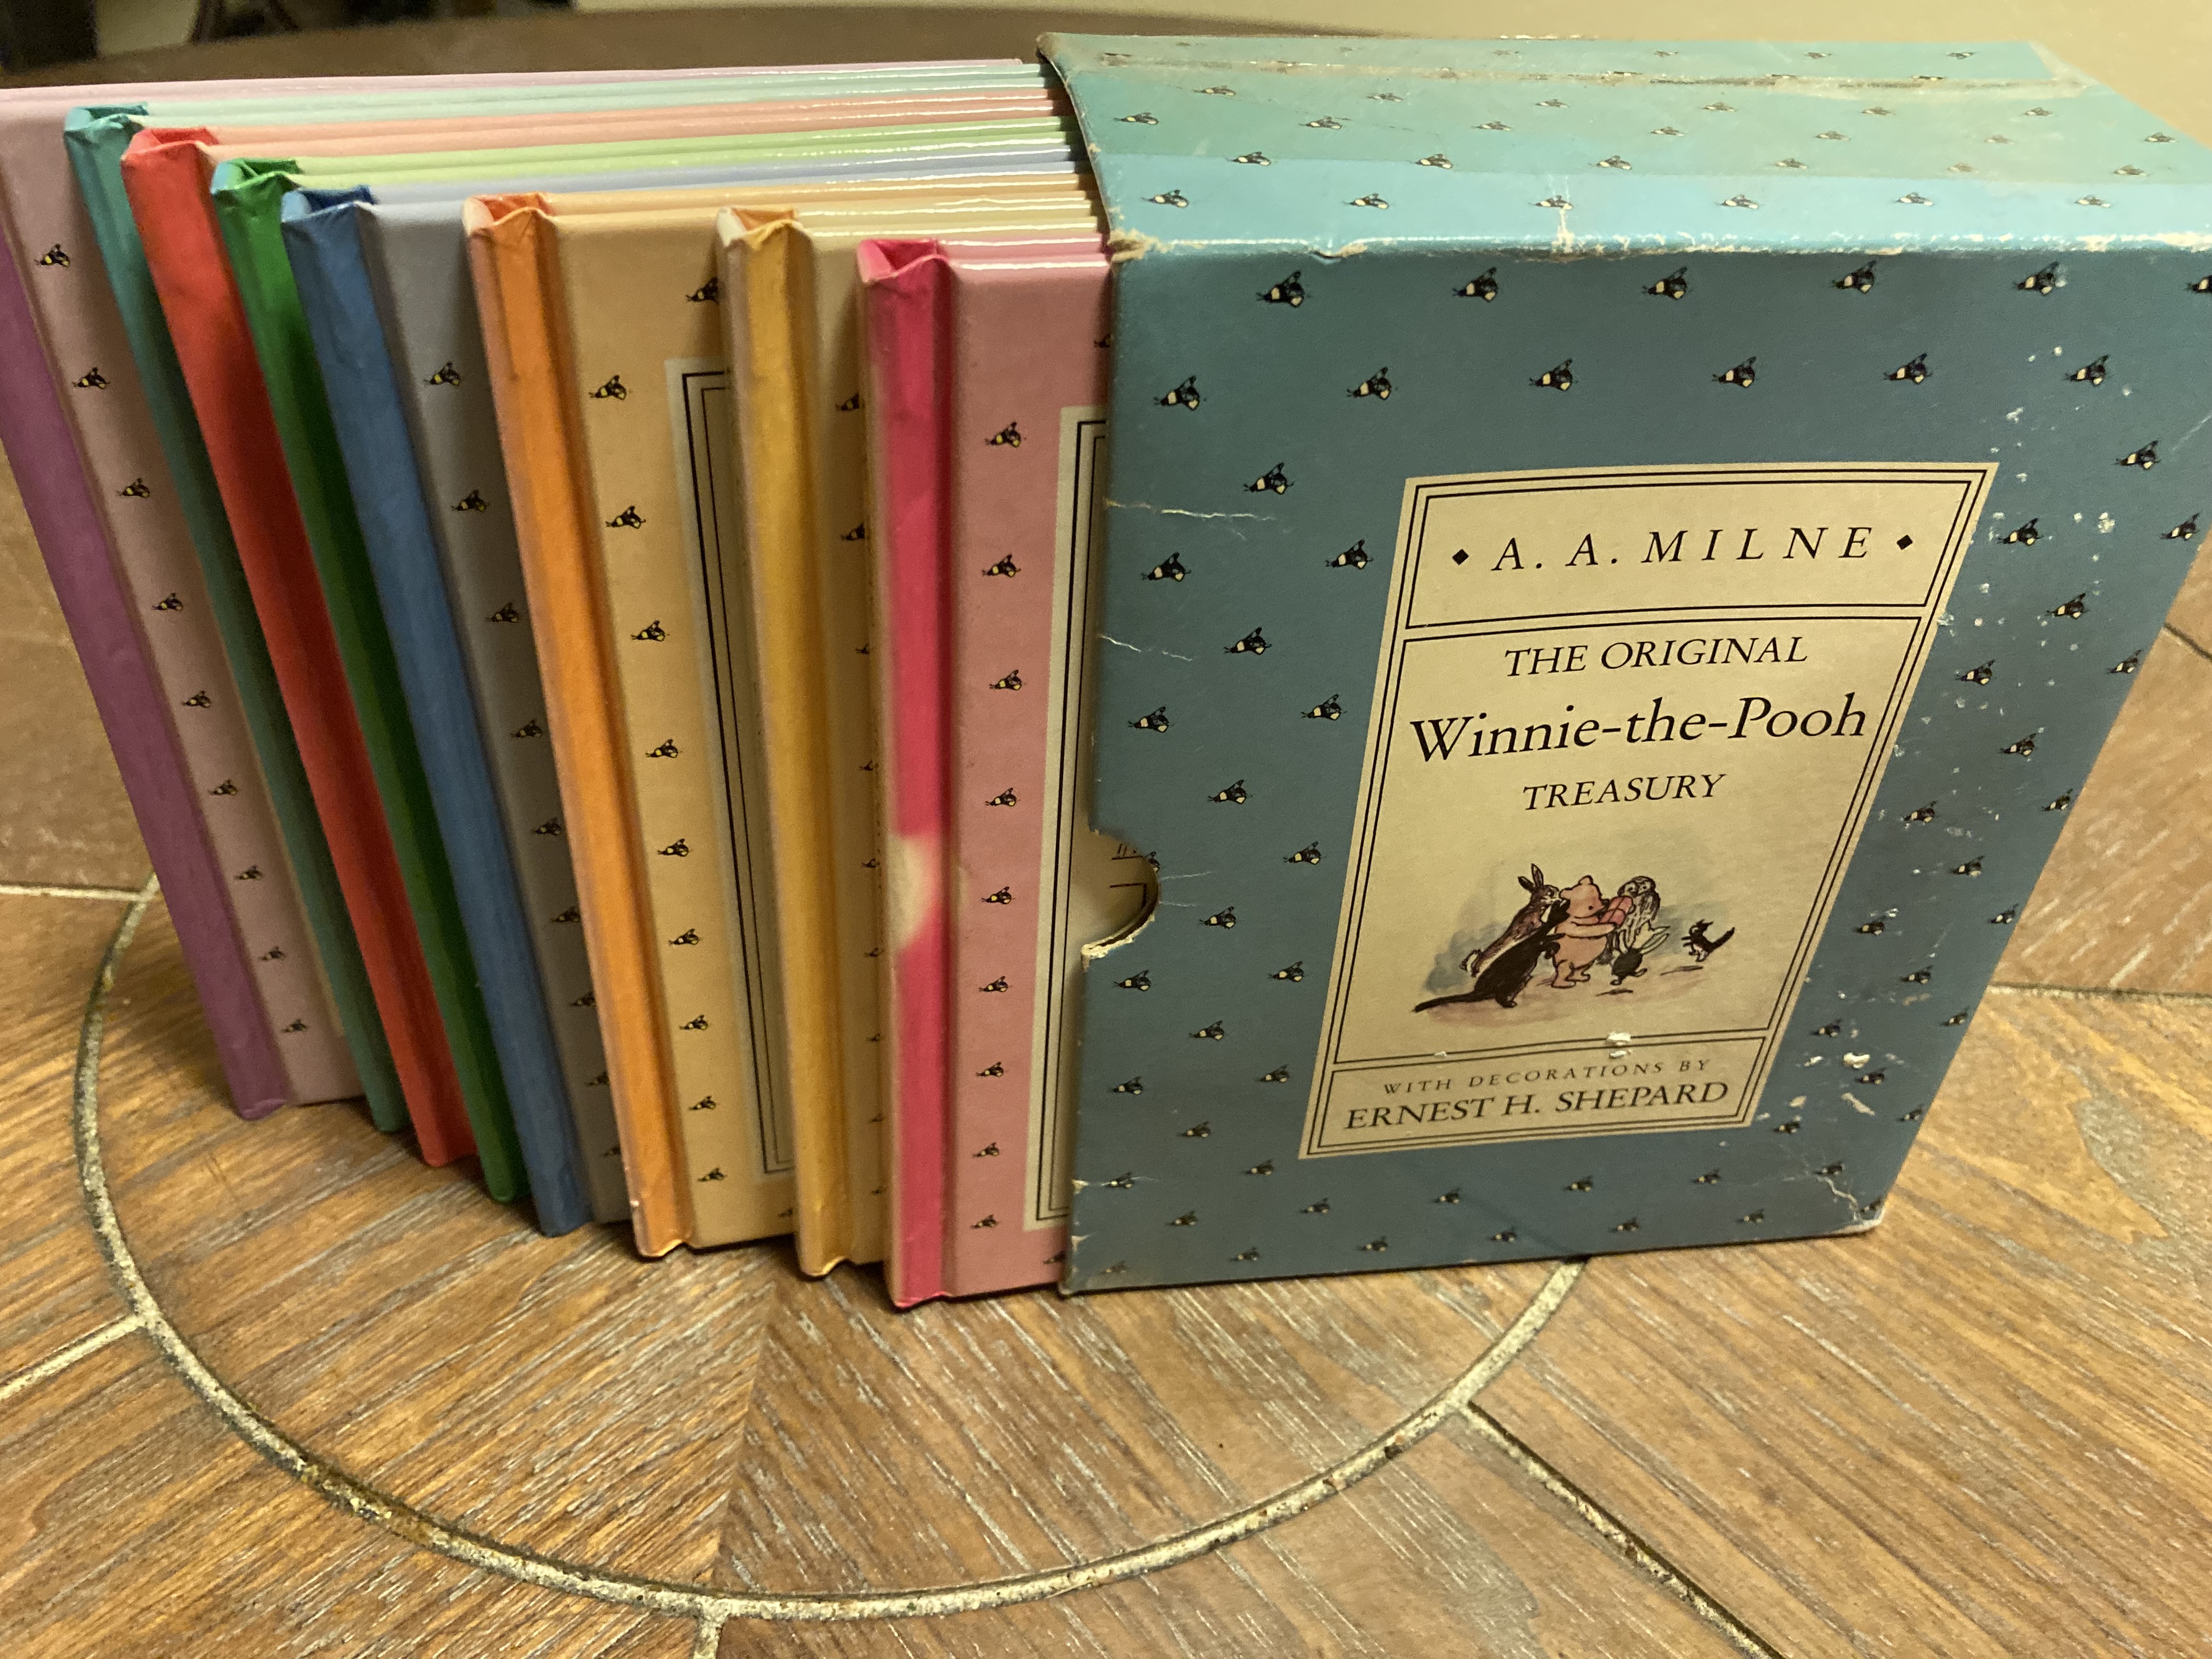 A. A. MILNE
THE ORIGINAL
Winnie-the-Pooh
TREASURY
WITH DECORATIONS BY
ERNEST H. SHEPARD